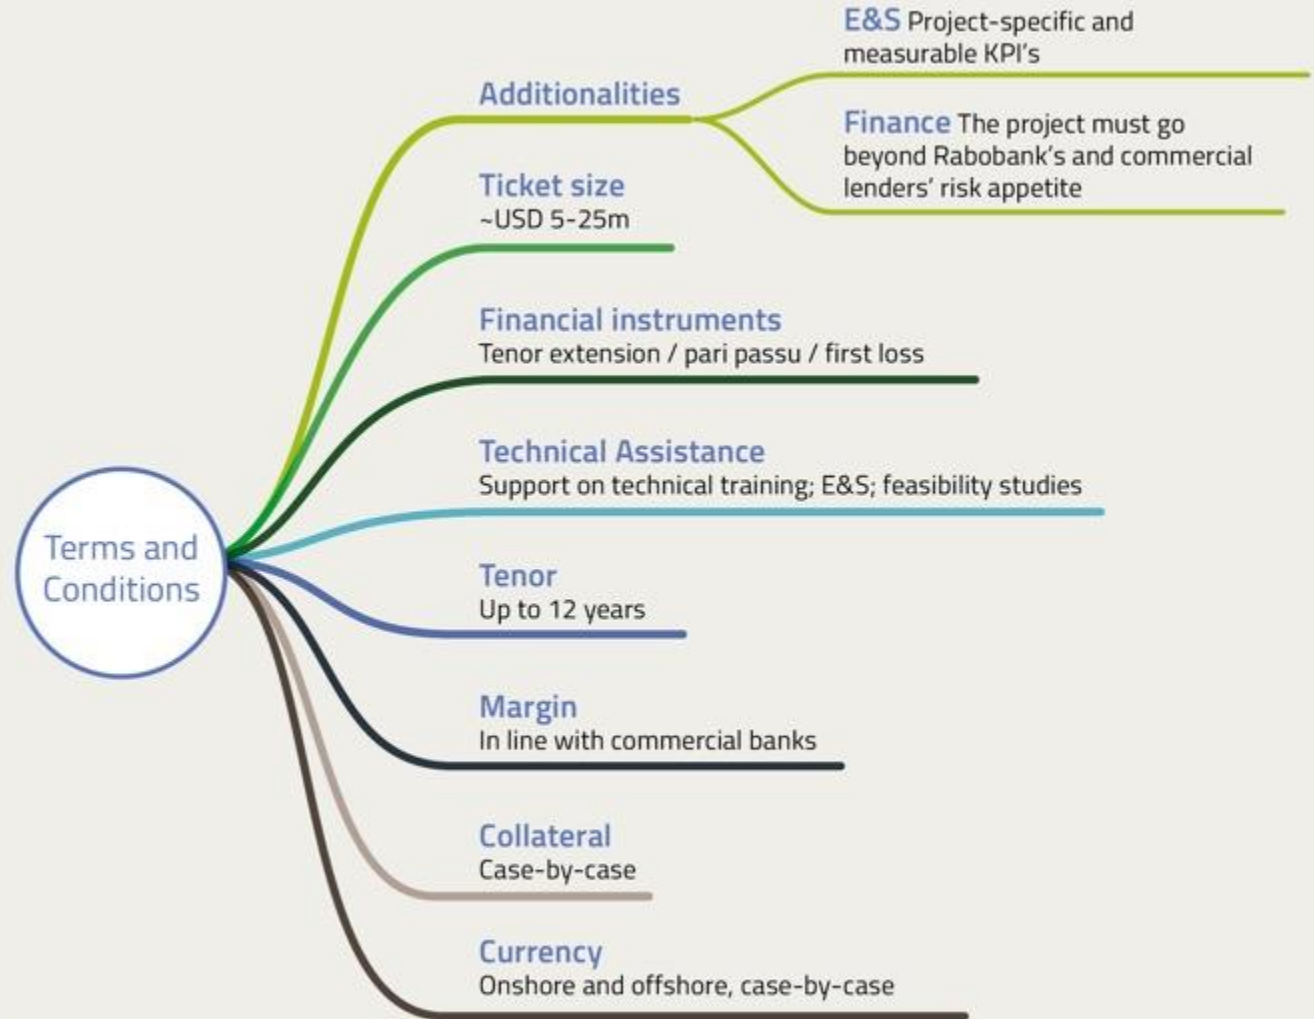 E&S Project-specific and
measurable KPI's
Additionalities
Finance The project must go
beyond Rabobank's and commercial
lenders' risk appetite
Ticket size
~USD 5-25m
Financial instruments
Tenor extension / pari passu / first loss
Technical Assistance
Support on technical training; E&S; feasibility studies
Terms and
Conditions
Tenor
Up to 12 years
Margin
In line with commercial banks
Collateral
Case-by-case
Currency
Onshore and offshore, case-by-case